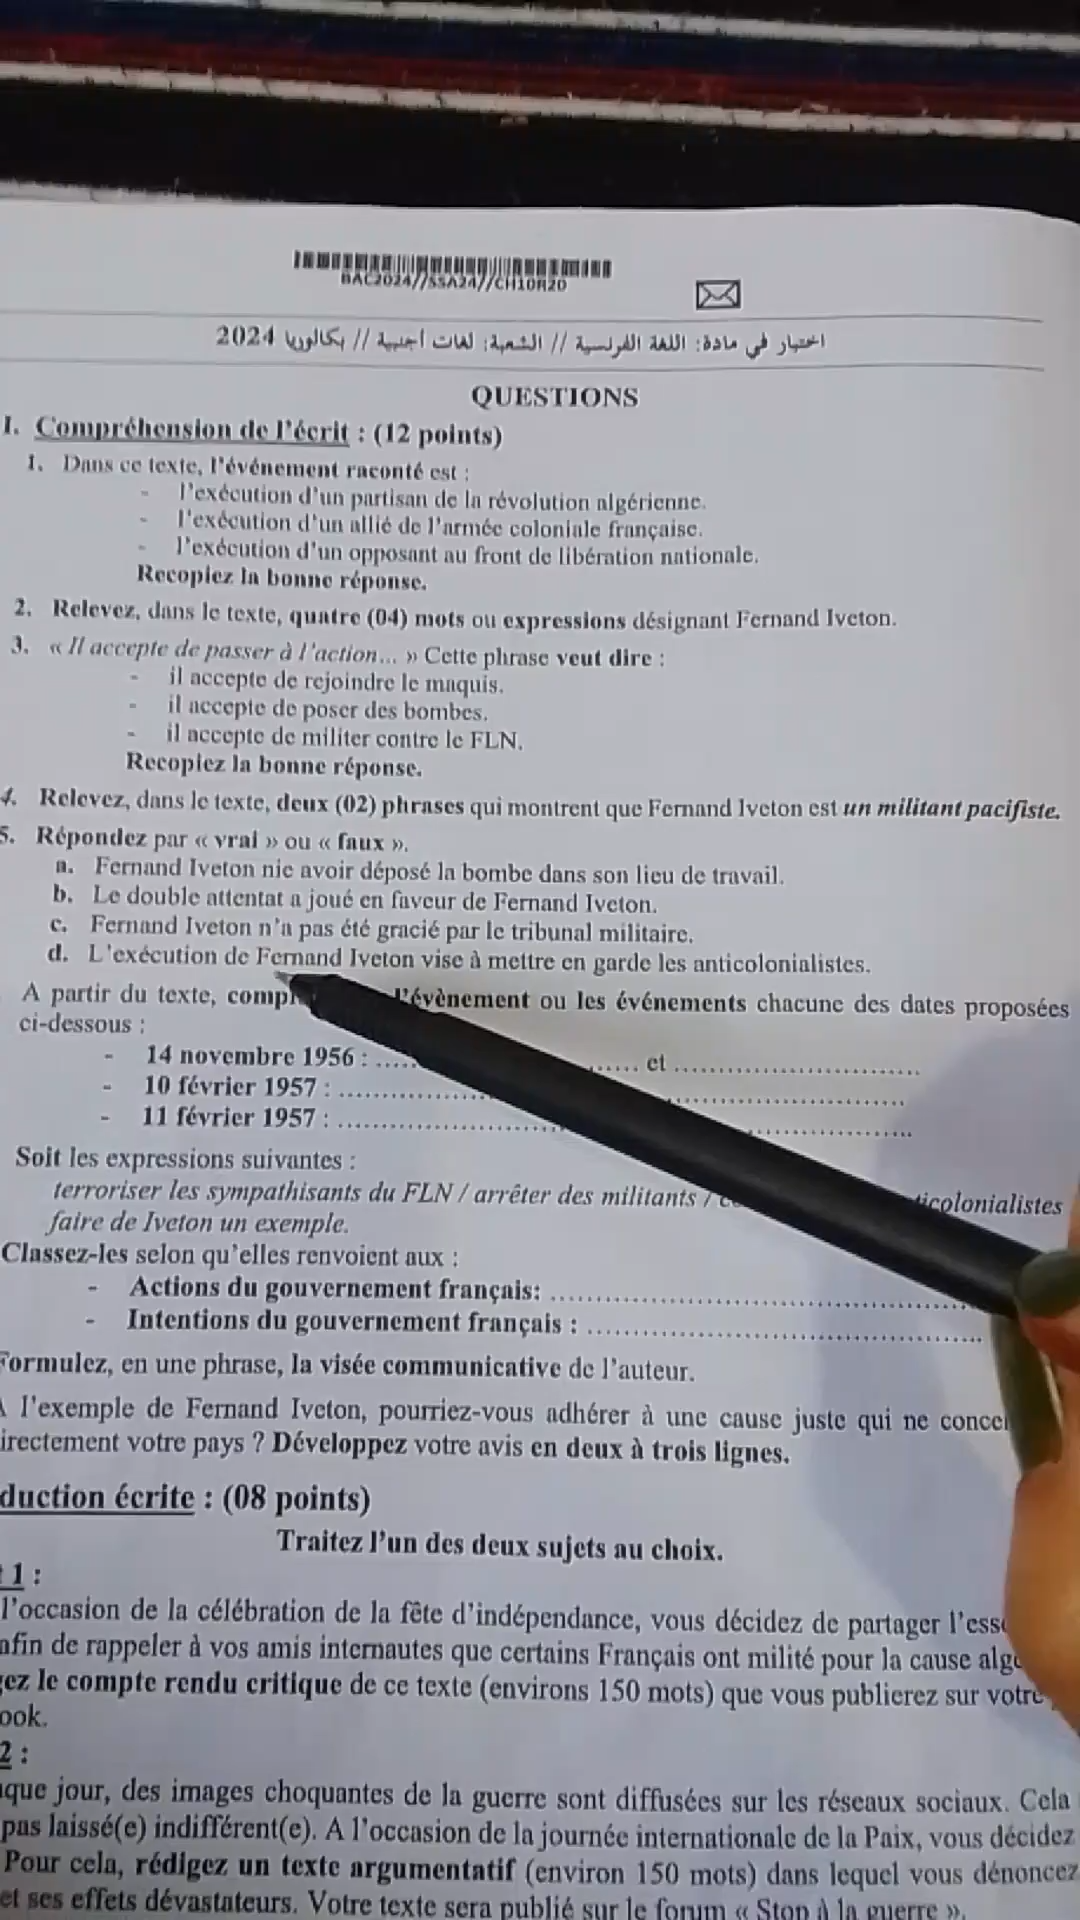 BAC2024//SSA24//CH10R20
اختبار في مادة: اللغة الفرنسية // الشعبة: لغات أجنبية // بكالوريا 2024
QUESTIONS
I. Compréhension de l'écrit : (12 points)
1. Dans ce texte, l'événement raconté est :
- l'exécution d'un partisan de la révolution algérienne.
- l'exécution d'un allié de l'armée coloniale française.
- l'exécution d'un opposant au front de libération nationale.
Recopiez la bonne réponse.
2. Relevez, dans le texte, quatre (04) mots ou expressions désignant Fernand Iveton.
3. « Il accepte de passer à l'action... » Cette phrase veut dire :
- il accepte de rejoindre le maquis.
- il accepte de poser des bombes.
- il accepte de militer contre le FLN.
Recopiez la bonne réponse.
4. Relevez, dans le texte, deux (02) phrases qui montrent que Fernand Iveton est un militant pacifiste.
5. Répondez par « vrai » ou « faux ».
a. Fernand Iveton nie avoir déposé la bombe dans son lieu de travail.
b. Le double attentat a joué en faveur de Fernand Iveton.
c. Fernand Iveton n'a pas été gracié par le tribunal militaire.
d. L'exécution de Fernand Iveton vise à mettre en garde les anticolonialistes.
A partir du texte, l'évènement ou les événements chacune des dates proposées
ci-dessous :
- 14 novembre 1956 : ..... ...... et ..............................
- 10 février 1957 : .................... ..............................
- 11 février 1957 : ............................ ....................
Soit les expressions suivantes :
terroriser les sympathisants du FLN / arrêter des militants /
faire de Iveton un exemple.
Classez-les selon qu'elles renvoient aux :
- Actions du gouvernement français: ..................................................
- Intentions du gouvernement français : ..................................................
Formulez, en une phrase, la visée communicative de l'auteur.
l'exemple de Fernand Iveton, pourriez-vous adhérer à une cause juste qui ne
votre pays ? Développez votre avis en deux à trois lignes.
écrite : (08 points)
Traitez l'un des deux sujets au choix.
1 :
l'occasion de la célébration de la fête d'indépendance, vous décidez de partager
afin de rappeler à vos amis internautes que certains Français ont milité pour la cause
le compte rendu critique de ce texte (environs 150 mots) que vous publierez sur votre
2 :
jour, des images choquantes de la guerre sont diffusées sur les réseaux sociaux. Cela
pas laissé(e) indifférent(e). A l'occasion de la journée internationale de la Paix, vous décidez
Pour cela, rédigez un texte argumentatif (environ 150 mots) dans lequel vous dénoncez
et ses effets dévastateurs. Votre texte sera publié sur le forum « Stop à la guerre ».